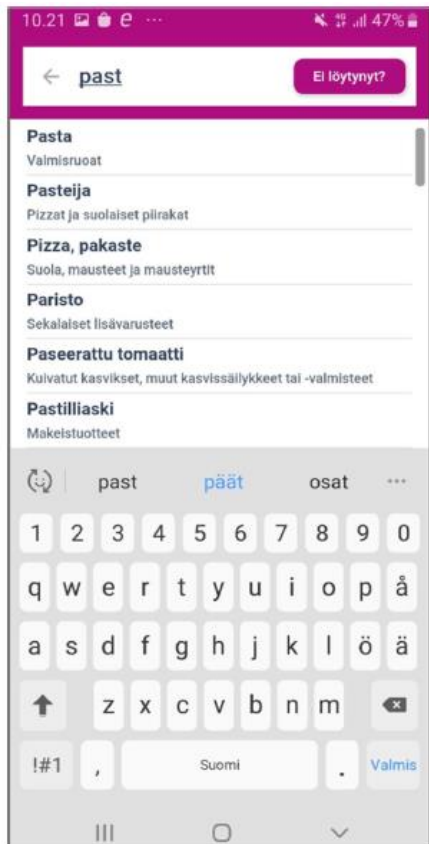 10.21 e ... 47%
← past Ei löytynyt?
Pasta
Valmisruoat
Pasteija
Pizzat ja suolaiset piirakat
Pizza, pakaste
Suola, mausteet ja mausteyrtit
Paristo
Sekalaiset lisävarusteet
Paseerattu tomaatti
Kuivatut kasvikset, muut kasvissäilykkeet tai -valmisteet
Pastilliaski
Makeistuotteet
past päät osat ...
1 2 3 4 5 6 7 8 9 0
q w e r t y u i o p å
a s d f g h j k l ö ä
z x c v b n m
!#1 , Suomi . Valmis